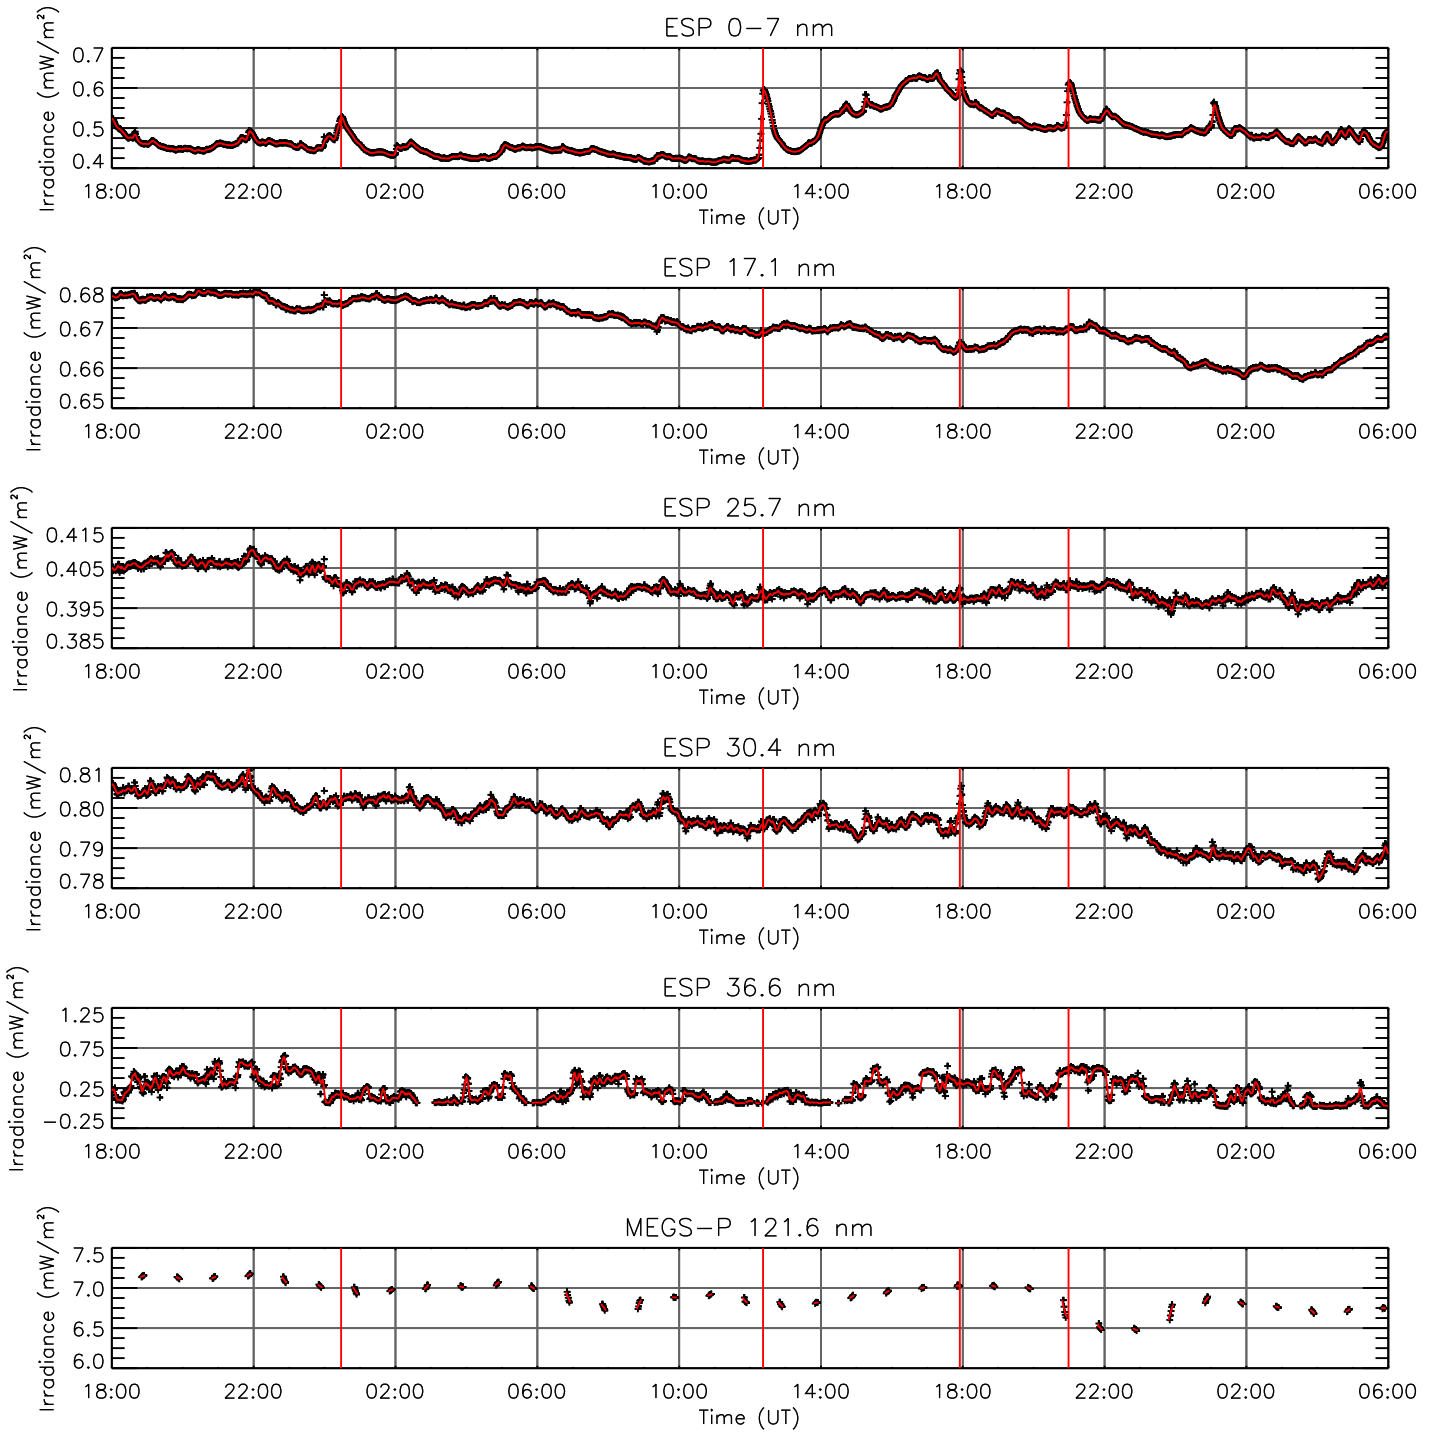 ESP 0-7 nm
Irradiance (mW/m²)
0.7
0.6
0.5
0.4
18:00 22:00 02:00 06:00 10:00 14:00 18:00 22:00 02:00 06:00
Time (UT)
ESP 17.1 nm
Irradiance (mW/m²)
0.68
0.67
0.66
0.65
18:00 22:00 02:00 06:00 10:00 14:00 18:00 22:00 02:00 06:00
Time (UT)
ESP 25.7 nm
Irradiance (mW/m²)
0.415
0.405
0.395
0.385
18:00 22:00 02:00 06:00 10:00 14:00 18:00 22:00 02:00 06:00
Time (UT)
ESP 30.4 nm
Irradiance (mW/m²)
0.81
0.80
0.79
0.78
18:00 22:00 02:00 06:00 10:00 14:00 18:00 22:00 02:00 06:00
Time (UT)
ESP 36.6 nm
Irradiance (mW/m²)
1.25
0.75
0.25
-0.25
18:00 22:00 02:00 06:00 10:00 14:00 18:00 22:00 02:00 06:00
Time (UT)
MEGS-P 121.6 nm
Irradiance (mW/m²)
7.5
7.0
6.5
6.0
18:00 22:00 02:00 06:00 10:00 14:00 18:00 22:00 02:00 06:00
Time (UT)